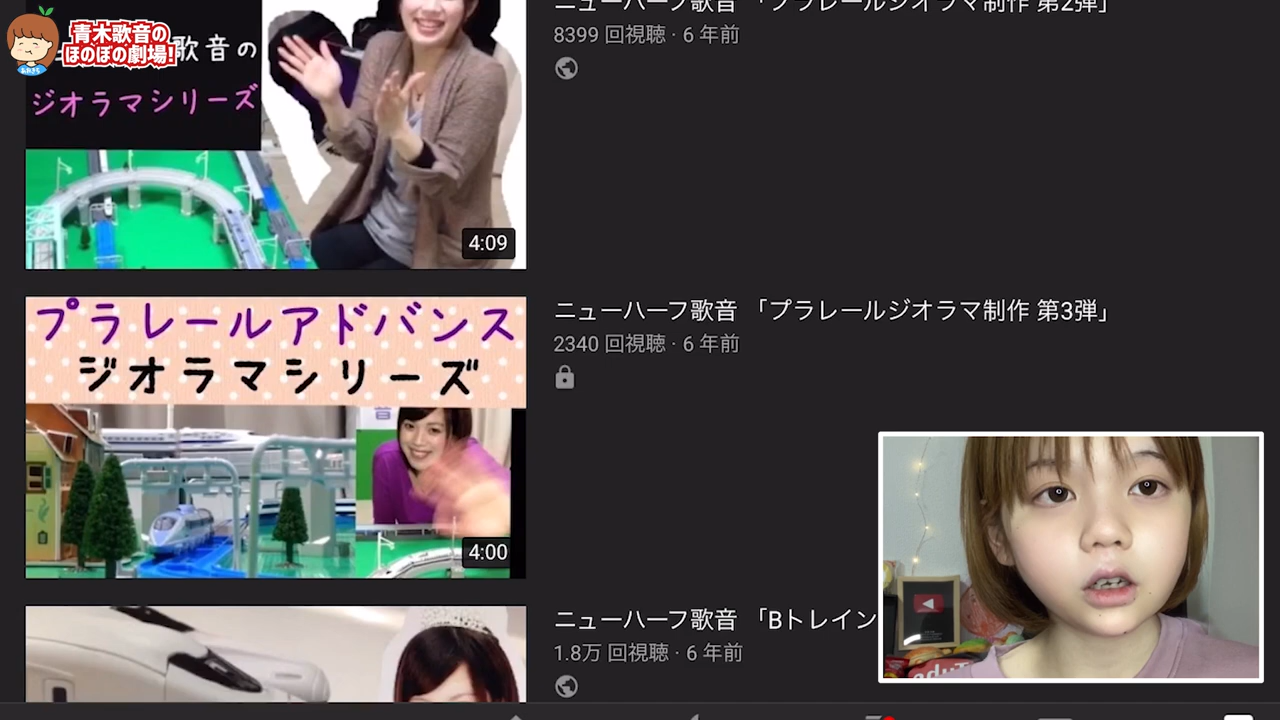 青木歌音の
ほのぼの劇場!
歌音の
ジオラマシリーズ
4:09
ニューハーフ歌音 「プラレールジオラマ制作 第2弾」
8399 回視聴 · 6 年前
プラレールアドバンス
ジオラマシリーズ
4:00
ニューハーフ歌音 「プラレールジオラマ制作 第3弾」
2340 回視聴 · 6 年前
ニューハーフ歌音 「Bトレイン
1.8万 回視聴 · 6 年前